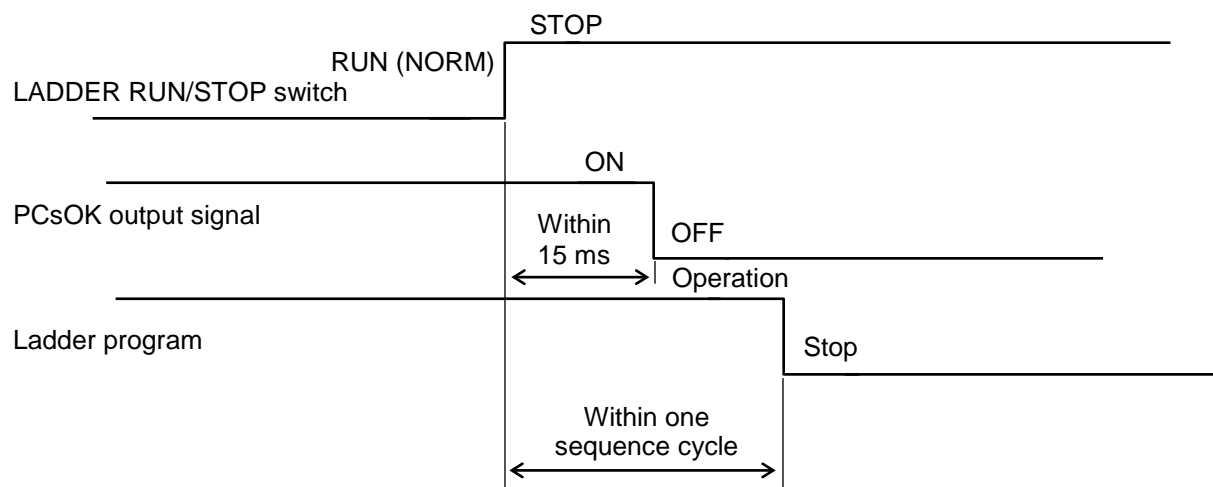 STOP
RUN (NORM)
LADDER RUN/STOP switch
ON
PCsOK output signal
Within
15 ms
OFF
Operation
Ladder program
Stop
Within one
sequence cycle